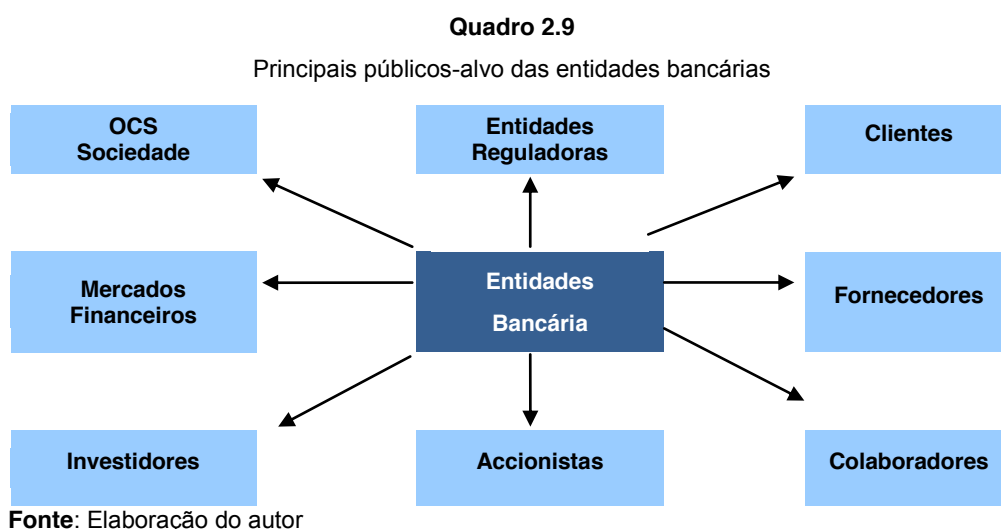 Quadro 2.9
Principais públicos-alvo das entidades bancárias
OCS
Sociedade
Entidades
Reguladoras
Clientes
Mercados
Financeiros
Entidades
Bancária
Fornecedores
Investidores
Accionistas
Colaboradores
Fonte: Elaboração do autor